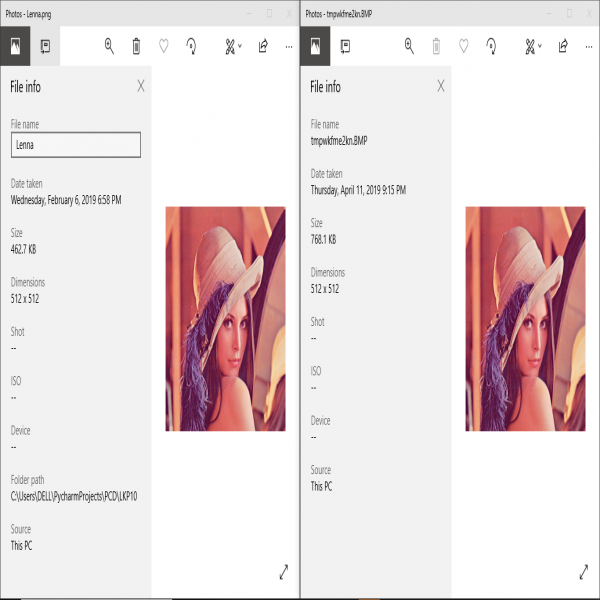 Photos - Lenna.png
File info
File name
Lenna
Date taken
Wednesday, February 6, 2019 6:58 PM
Size
462.7 KB
Dimensions
512 x 512
Shot
--
ISO
--
Device
--
Folder path
C:\Users\DELL\PycharmProjects\PCD\LKP10
Source
This PC
Photos - tmpwkfme2kn.BMP
File info
File name
tmpwkfme2kn.BMP
Date taken
Thursday, April 11, 2019 9:15 PM
Size
768.1 KB
Dimensions
512 x 512
Shot
--
ISO
--
Device
--
Source
This PC